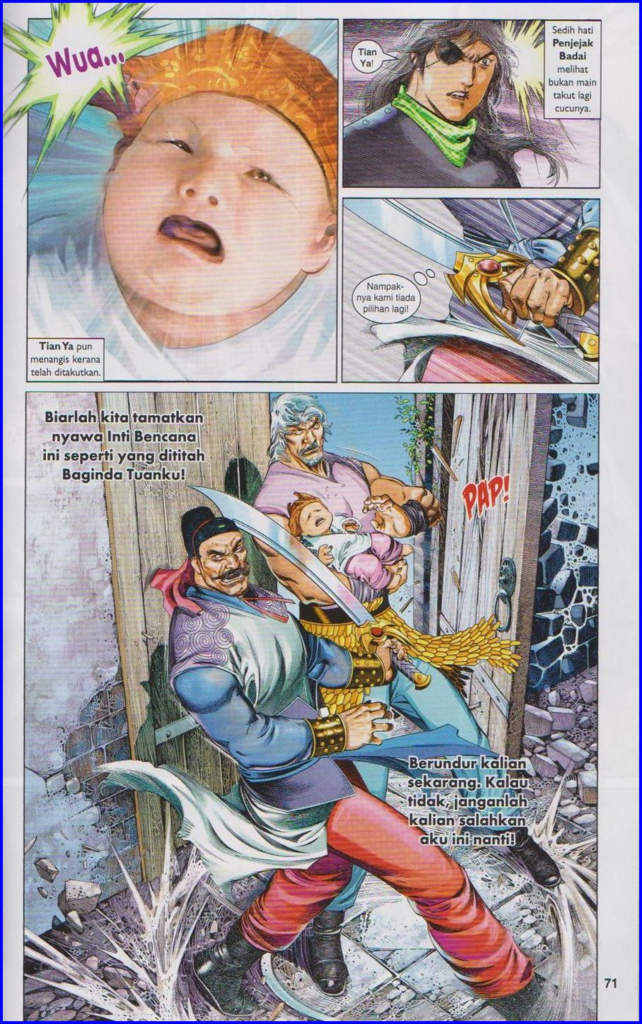 Wua...
Tian Ya pun
menangis kerana
telah ditakutkan.
Tian
Ya!
Sedih hati
Penjejak
Badai
melihat
bukan main
takut lagi
cucunya.
Nampak-
nya kami tiada
pilihan lagi!
Biarlah kita tamatkan
nyawa Inti Bencana
ini seperti yang dititah
Baginda Tuanku!
PAP!
Berundur kalian
sekarang. Kalau
tidak, janganlah
kalian salahkan
aku ini nanti!
71